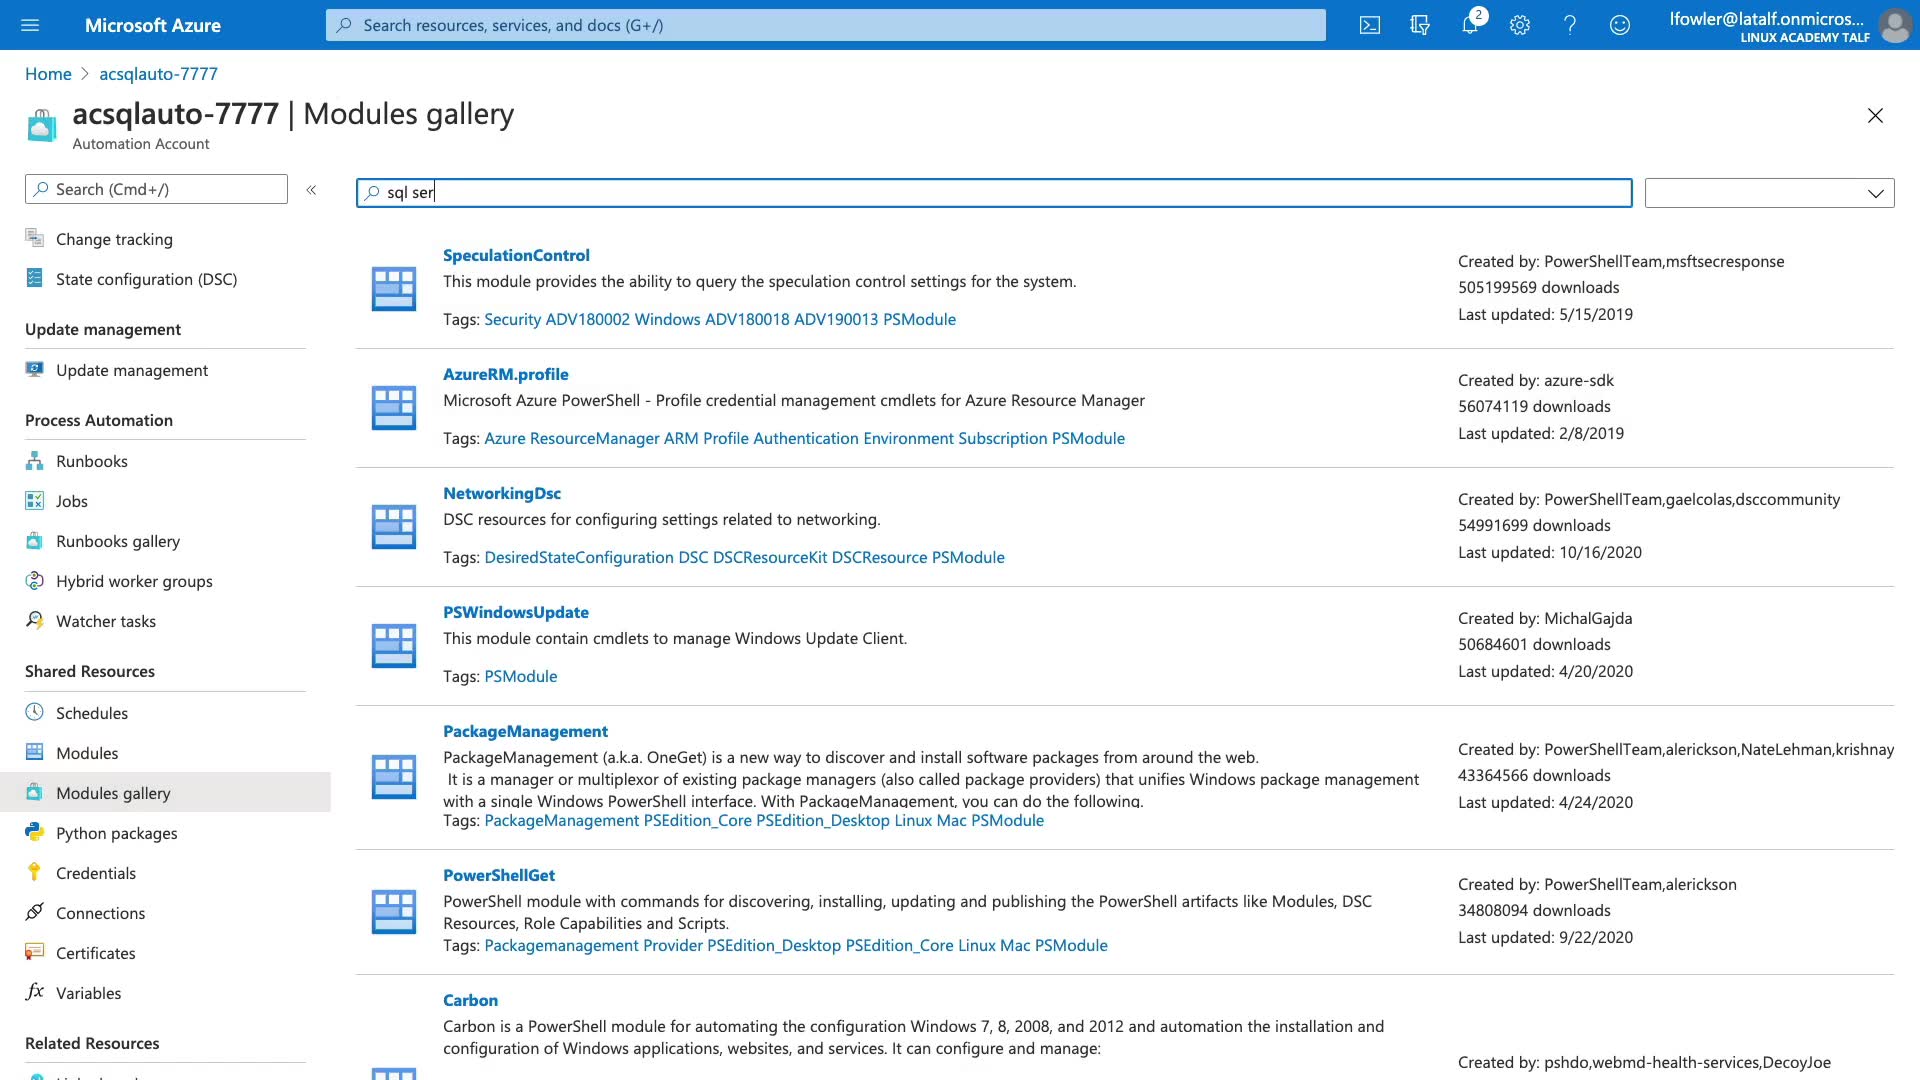 Microsoft Azure
Search resources, services, and docs (G+/)
2
lfowler@latalf.onmicros...
LINUX ACADEMY TALF
Home > acsqlauto-7777
acsqlauto-7777 | Modules gallery
Automation Account
Search (Cmd+/)
«
sql ser
Change tracking
State configuration (DSC)
Update management
Update management
Process Automation
Runbooks
Jobs
Runbooks gallery
Hybrid worker groups
Watcher tasks
Shared Resources
Schedules
Modules
Modules gallery
Python packages
Credentials
Connections
Certificates
Variables
Related Resources
SpeculationControl
This module provides the ability to query the speculation control settings for the system.
Tags: Security ADV180002 Windows ADV180018 ADV190013 PSModule
Created by: PowerShellTeam,msftsecresponse
505199569 downloads
Last updated: 5/15/2019
AzureRM.profile
Microsoft Azure PowerShell - Profile credential management cmdlets for Azure Resource Manager
Tags: Azure ResourceManager ARM Profile Authentication Environment Subscription PSModule
Created by: azure-sdk
56074119 downloads
Last updated: 2/8/2019
NetworkingDsc
DSC resources for configuring settings related to networking.
Tags: DesiredStateConfiguration DSC DSCResourceKit DSCResource PSModule
Created by: PowerShellTeam,gaelcolas,dsccommunity
54991699 downloads
Last updated: 10/16/2020
PSWindowsUpdate
This module contain cmdlets to manage Windows Update Client.
Tags: PSModule
Created by: MichalGajda
50684601 downloads
Last updated: 4/20/2020
PackageManagement
PackageManagement (a.k.a. OneGet) is a new way to discover and install software packages from around the web.
It is a manager or multiplexor of existing package managers (also called package providers) that unifies Windows package management
with a single Windows PowerShell interface. With PackageManagement, you can do the following.
Tags: PackageManagement PSEdition_Core PSEdition_Desktop Linux Mac PSModule
Created by: PowerShellTeam,alerickson,NateLehman,krishnay
43364566 downloads
Last updated: 4/24/2020
PowerShellGet
PowerShell module with commands for discovering, installing, updating and publishing the PowerShell artifacts like Modules, DSC
Resources, Role Capabilities and Scripts.
Tags: Packagemanagement Provider PSEdition_Desktop PSEdition_Core Linux Mac PSModule
Created by: PowerShellTeam,alerickson
34808094 downloads
Last updated: 9/22/2020
Carbon
Carbon is a PowerShell module for automating the configuration Windows 7, 8, 2008, and 2012 and automation the installation and
configuration of Windows applications, websites, and services. It can configure and manage:
Created by: pshdo,webmd-health-services,DecoyJoe